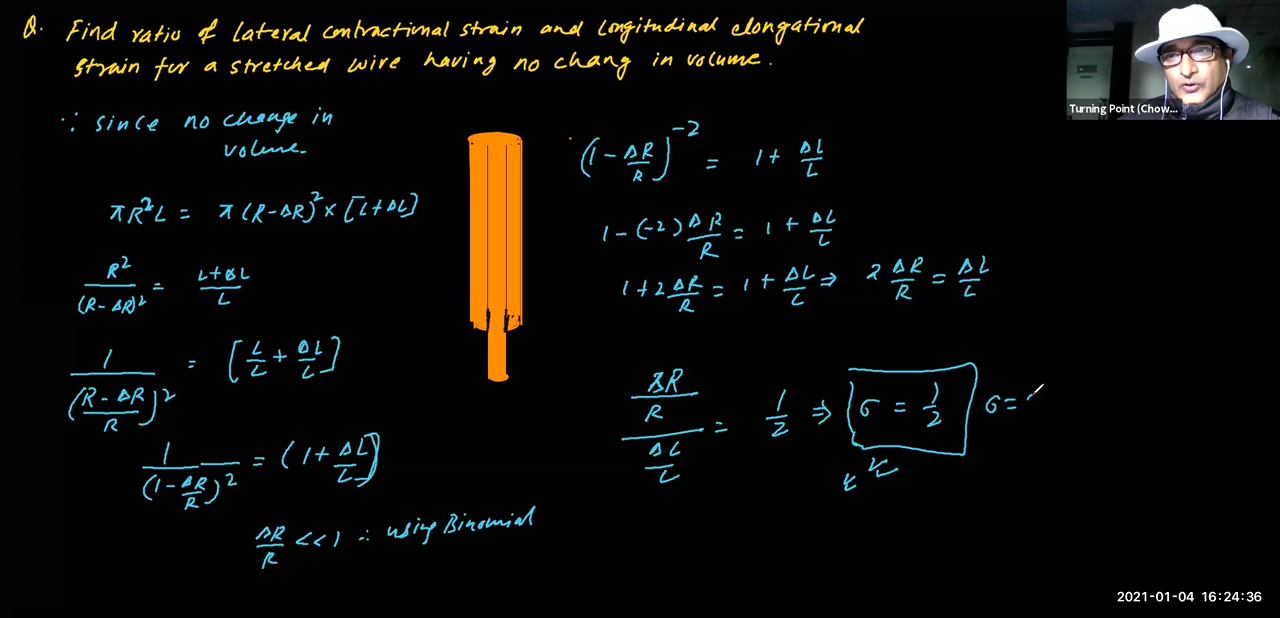 Q. Find ratio of lateral contractional strain and longitudinal elongational
strain for a stretched wire having no chang in volume.
∵ since no change in
volume.
πR²L = π(R-ΔR)² × [L+ΔL]
R²/(R-ΔR)² = L+ΔL/L
1/(R-ΔR/R)² = [L/L + ΔL/L]
1/(1-ΔR/R)² = (1+ΔL/L)
ΔR/R << 1 ∴ using Binomial
(1-ΔR/R)⁻² = 1+ ΔL/L
1-(-2)ΔR/R = 1 + ΔL/L
1+2ΔR/R = 1+ ΔL/L ⇒ 2 ΔR/R = ΔL/L
ΔR/R / ΔL/L = 1/2 ⇒ σ = 1/2 σ=
Turning Point (Chow...
2021-01-04 16:24:36